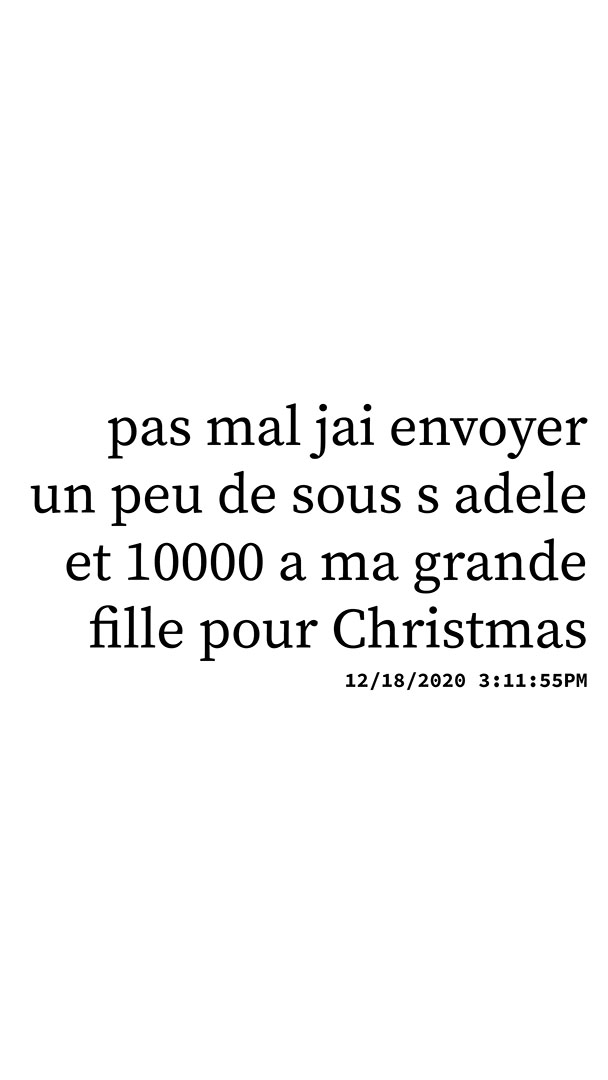 pas mal jai envoyer
un peu de sous s adele
et 10000 a ma grande
fille pour Christmas
12/18/2020 3:11:55PM